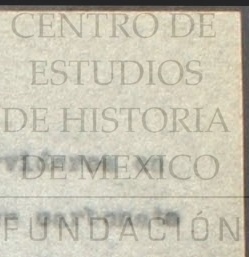 CENTRO DE
ESTUDIOS
DE HISTORIA
DE MEXICO
FUNDACIÓN